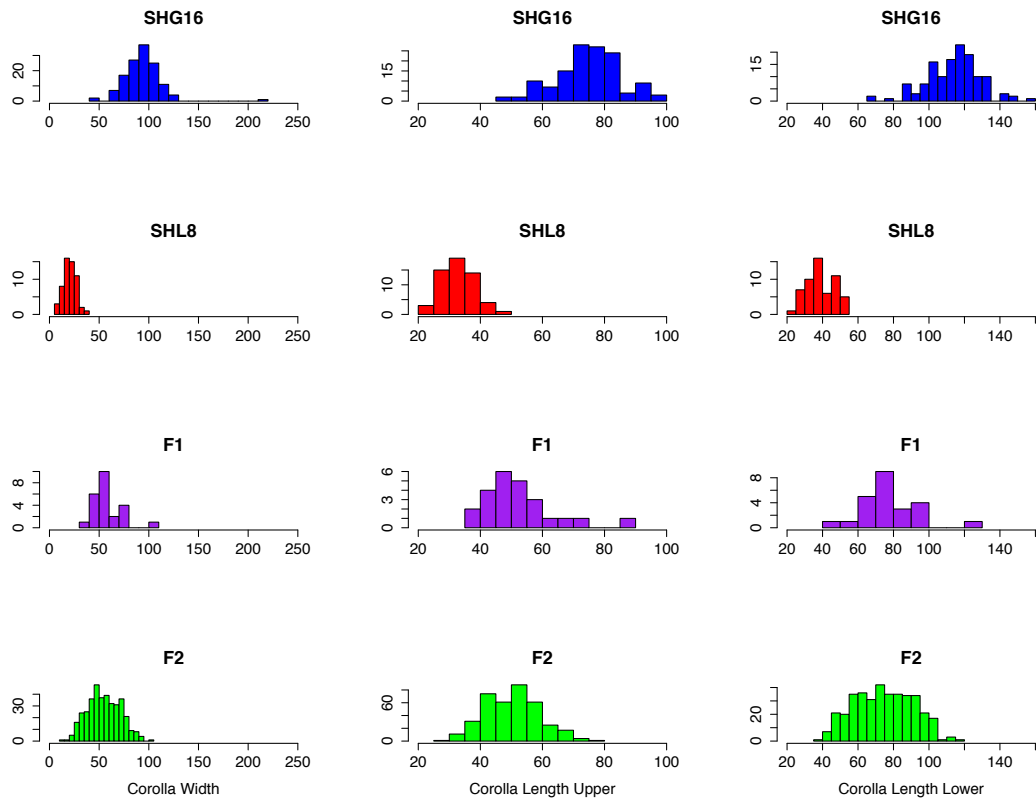 SHG16 SHG16 SHG16
0 20
0 15
0 15
0 50 100 150 200 250
20 40 60 80 100
20 40 60 80 100 140
SHL8 SHL8 SHL8
0 10
0 10
0 10
0 50 100 150 200 250
20 40 60 80 100
20 40 60 80 100 140
F1 F1 F1
0 4 8
0 3 6
0 4 8
0 50 100 150 200 250
20 40 60 80 100
20 40 60 80 100 140
F2 F2 F2
0 30
0 60
0 20
0 50 100 150 200 250
20 40 60 80 100
20 40 60 80 100 140
Corolla Width Corolla Length Upper Corolla Length Lower